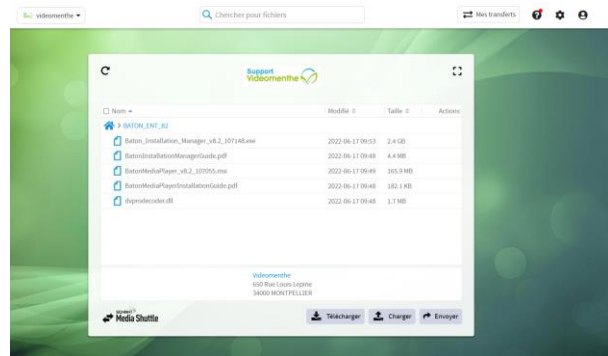 videomenthe
Chercher pour fichiers
Mes transferts
Support
Videomenthe
Nom
Modifié
Taille
Actions
> BATON_ENT_82
Baton_Installation_Manager_v8.2_107148.exe 2022-06-17 09:53 2.4 GB
BatonInstallationManagerGuide.pdf 2022-06-17 09:48 4.4 MB
BatonMediaPlayer_v8.2_107055.msi 2022-06-17 09:49 165.9 MB
BatonMediaPlayerInstallationGuide.pdf 2022-06-17 09:48 182.1 KB
dvprodecoder.dll 2022-06-17 09:48 1.7 MB
Videomenthe
650 Rue Louis Lepine
34000 MONTPELLIER
Media Shuttle
Télécharger
Charger
Envoyer